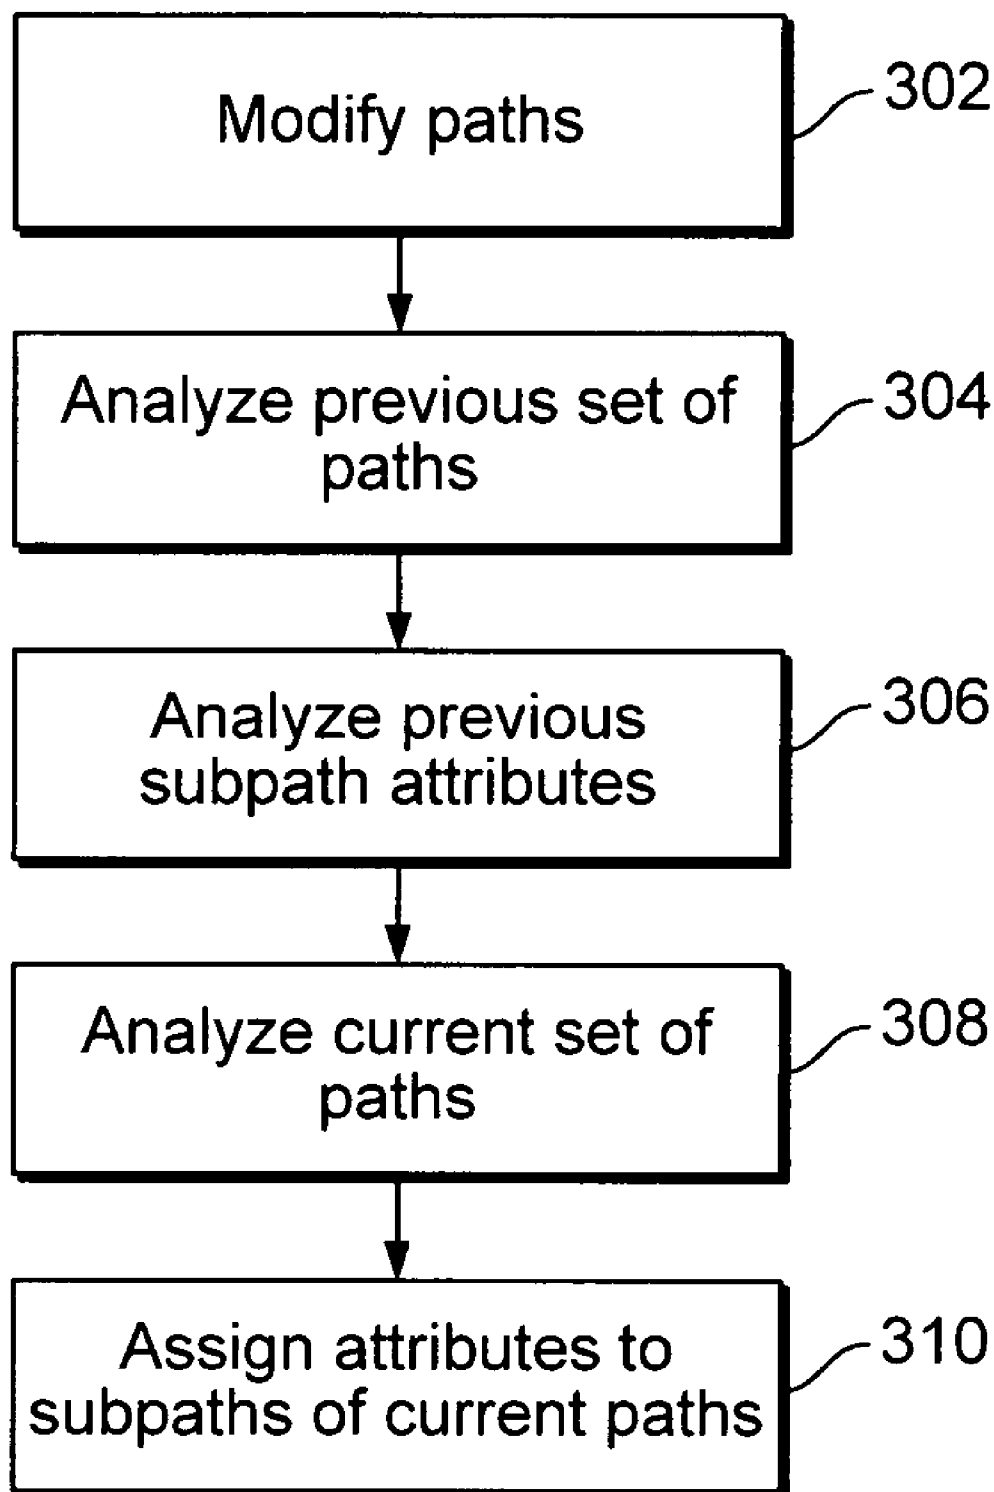 Modify paths
302
Analyze previous set of
paths
304
Analyze previous
subpath attributes
306
Analyze current set of
paths
308
Assign attributes to
subpaths of current paths
310